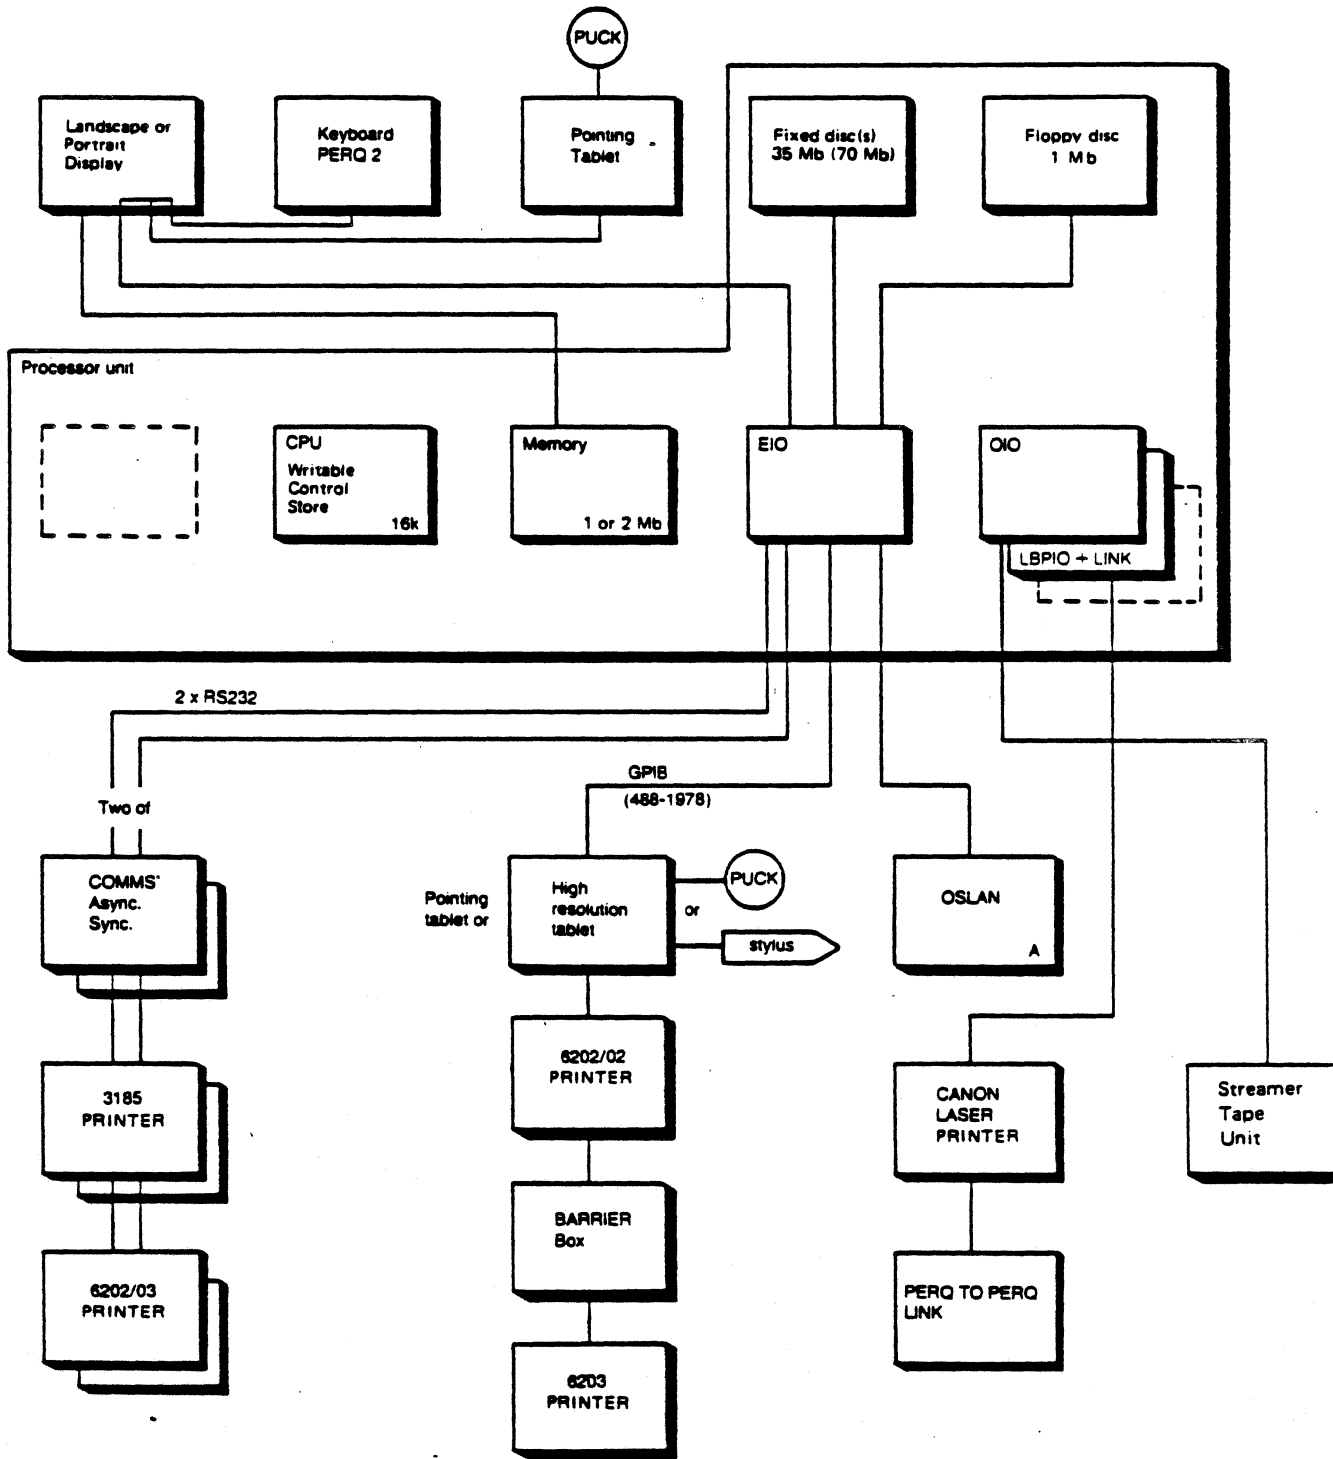 PUCK
Landscape or
Portrait
Display
Keyboard
PERQ 2
Pointing
Tablet
Fixed disc(s)
35 Mb (70 Mb)
Floppy disc
1 Mb
Processor unit
CPU
Writable
Control
Store
16k
Memory
1 or 2 Mb
EIO
OIO
LBPIO + LINK
2 x RS232
GPIB
(488-1978)
Two of
COMMS
Async.
Sync.
Pointing
tablet or
High
resolution
tablet
PUCK
or
stylus
OSLAN
A
3185
PRINTER
6202/02
PRINTER
CANON
LASER
PRINTER
Streamer
Tape
Unit
BARRIER
Box
6202/03
PRINTER
PERQ TO PERQ
LINK
6203
PRINTER